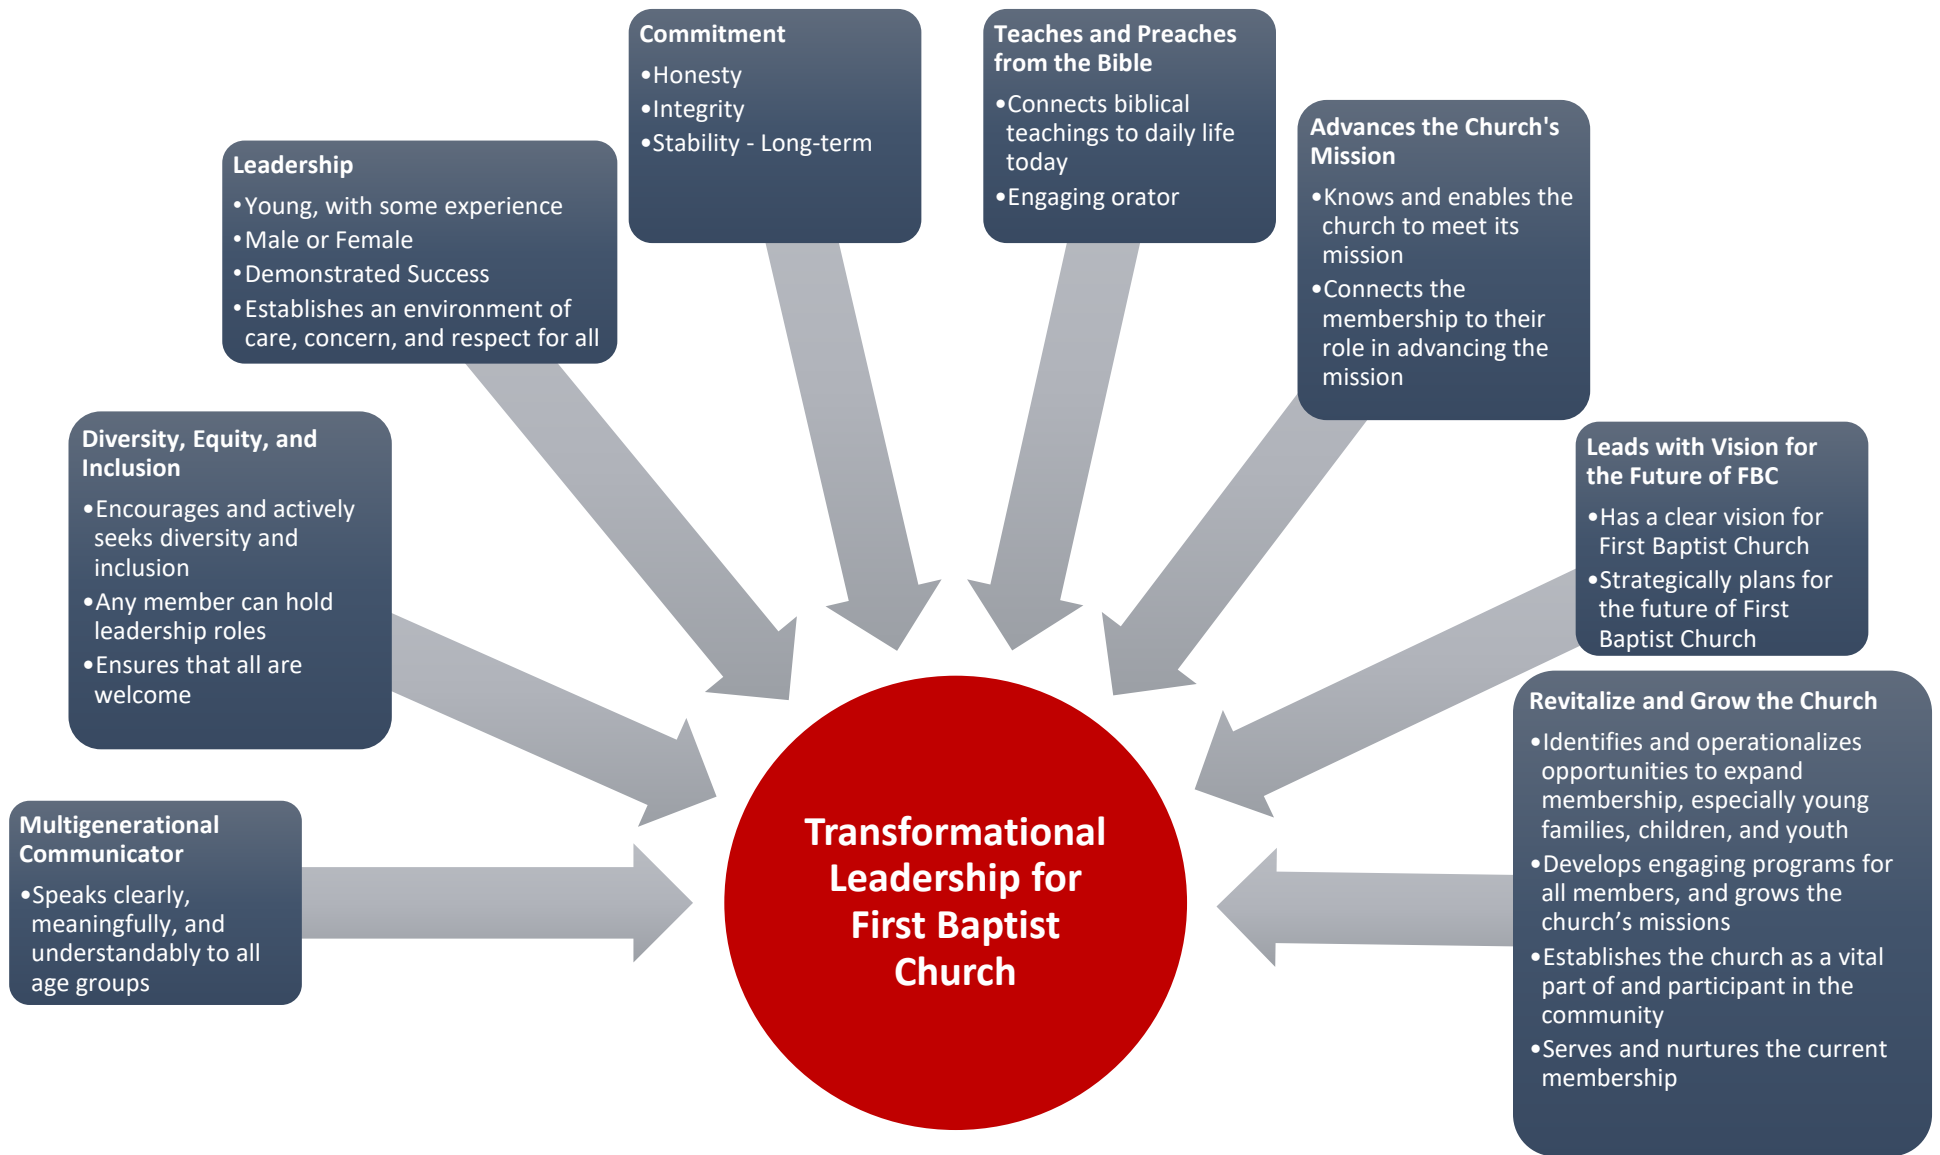 Commitment
•Honesty
•Integrity
•Stability - Long-term
Teaches and Preaches
from the Bible
•Connects biblical
teachings to daily life
today
•Engaging orator
Leadership
•Young, with some experience
•Male or Female
•Demonstrated Success
•Establishes an environment of
care, concern, and respect for all
Advances the Church's
Mission
•Knows and enables the
church to meet its
mission
•Connects the
membership to their
role in advancing the
mission
Diversity, Equity, and
Inclusion
•Encourages and actively
seeks diversity and
inclusion
•Any member can hold
leadership roles
•Ensures that all are
welcome
Leads with Vision for
the Future of FBC
•Has a clear vision for
First Baptist Church
•Strategically plans for
the future of First
Baptist Church
Multigenerational
Communicator
•Speaks clearly,
meaningfully, and
understandably to all
age groups
Transformational
Leadership for
First Baptist
Church
Revitalize and Grow the Church
•Identifies and operationalizes
opportunities to expand
membership, especially young
families, children, and youth
•Develops engaging programs for
all members, and grows the
church’s missions
•Establishes the church as a vital
part of and participant in the
community
•Serves and nurtures the current
membership